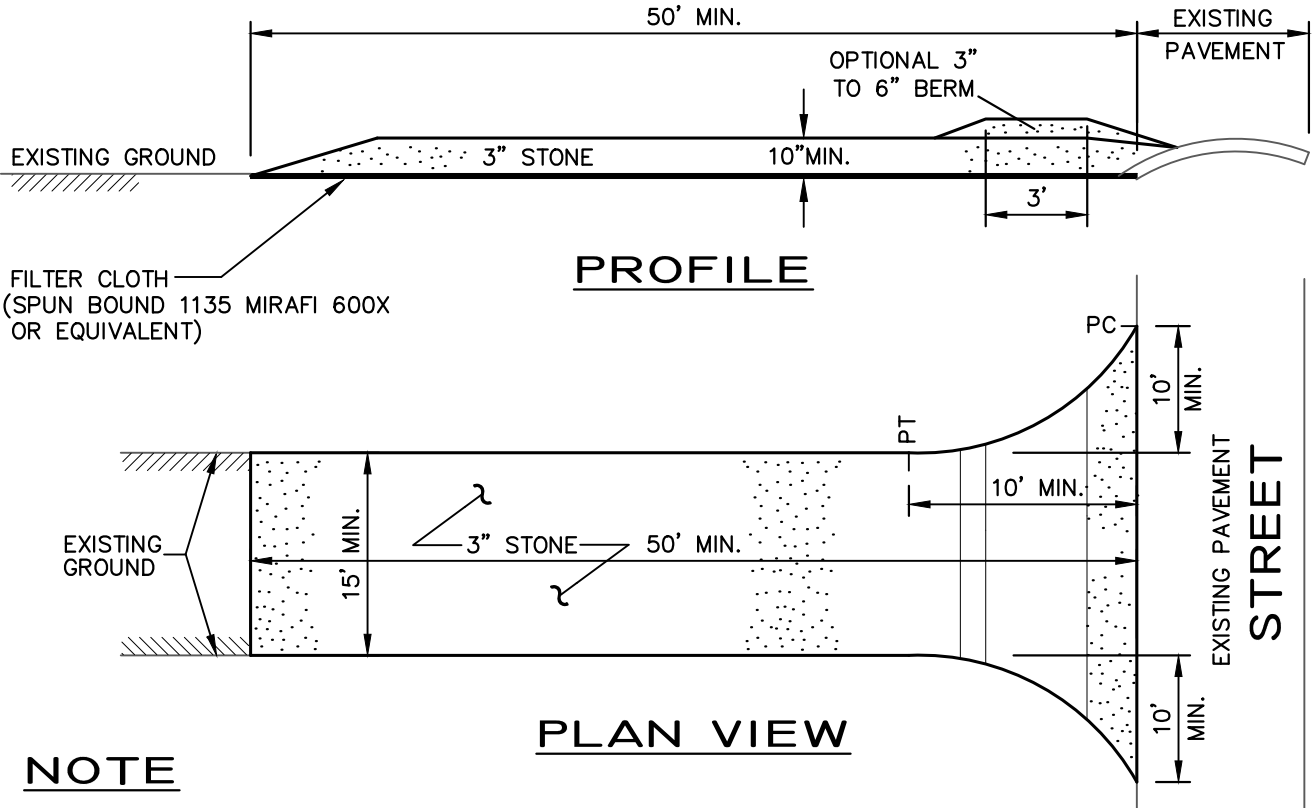 50' MIN.
EXISTING
PAVEMENT
OPTIONAL 3"
TO 6" BERM
EXISTING GROUND
3" STONE
10"MIN.
3'
FILTER CLOTH
(SPUN BOUND 1135 MIRAFI 600X
OR EQUIVALENT)
PROFILE
PC
10'
MIN.
PT
10' MIN.
EXISTING
GROUND
15' MIN.
3" STONE
50' MIN.
EXISTING PAVEMENT
STREET
10'
MIN.
PLAN VIEW
NOTE